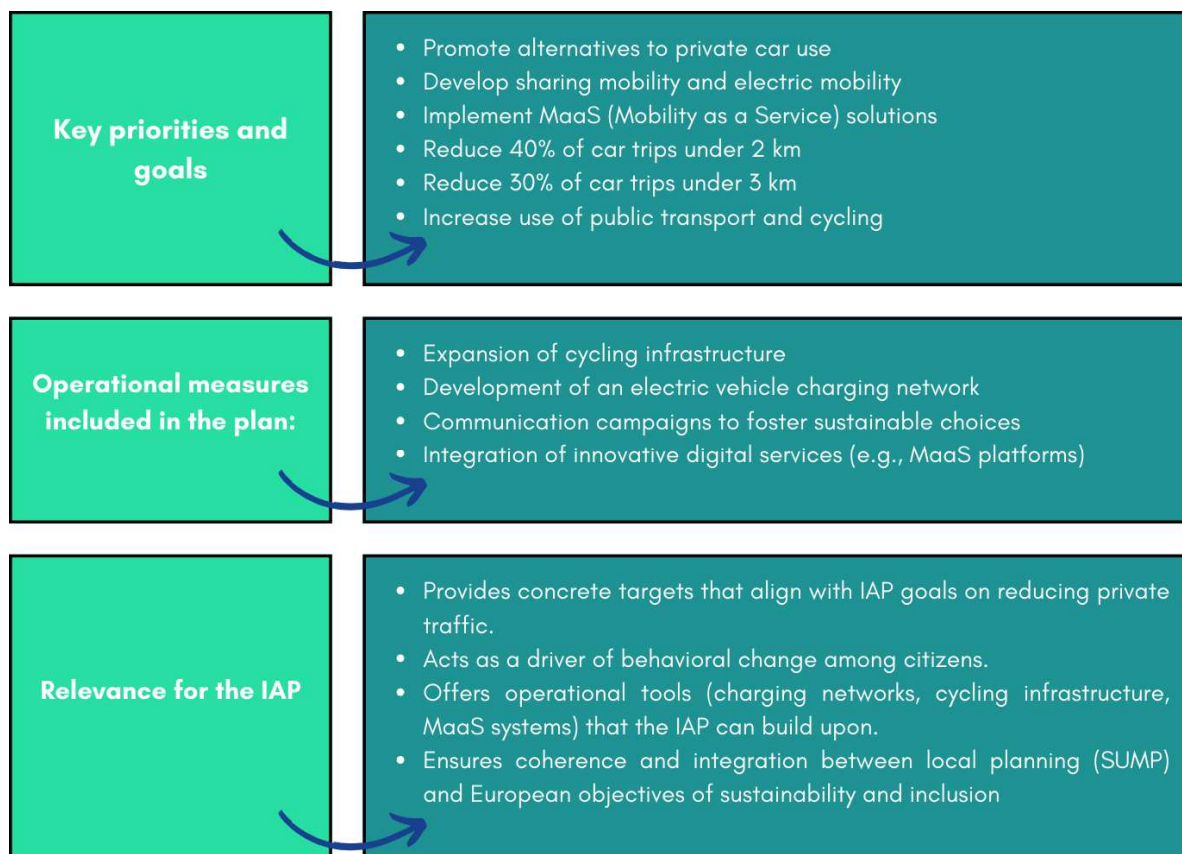 Key priorities and
goals
• Promote alternatives to private car use
• Develop sharing mobility and electric mobility
• Implement MaaS (Mobility as a Service) solutions
• Reduce 40% of car trips under 2 km
• Reduce 30% of car trips under 3 km
• Increase use of public transport and cycling
Operational measures
included in the plan:
• Expansion of cycling infrastructure
• Development of an electric vehicle charging network
• Communication campaigns to foster sustainable choices
• Integration of innovative digital services (e.g., MaaS platforms)
Relevance for the IAP
• Provides concrete targets that align with IAP goals on reducing private
traffic.
• Acts as a driver of behavioral change among citizens.
• Offers operational tools (charging networks, cycling infrastructure,
MaaS systems) that the IAP can build upon.
• Ensures coherence and integration between local planning (SUMP)
and European objectives of sustainability and inclusion